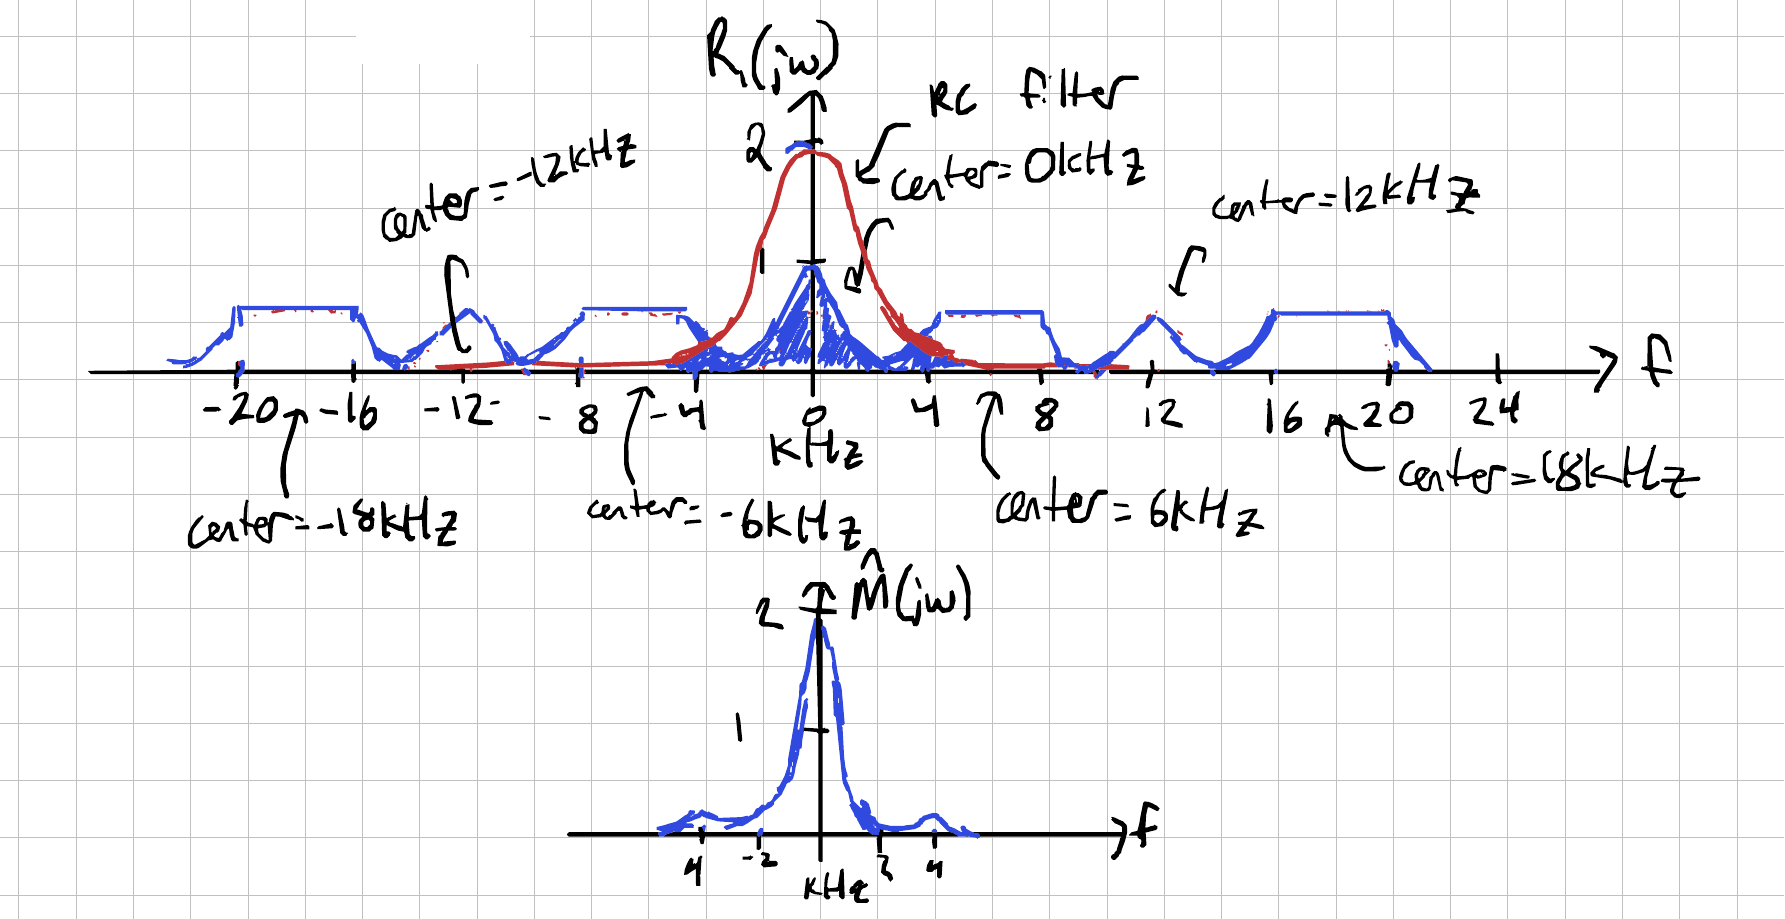 R₁(jw)
RC filter
2
center=-12kHz
center=0kHz
center=12kHz
1
f
-20 -16 -12 -8 -4 0 4 8 12 16 20 24
kHz
center=18kHz
center=-18kHz
center=-6kHz
center=6kHz
M̂(jw)
2
1
f
4 -2 2 4
kHz